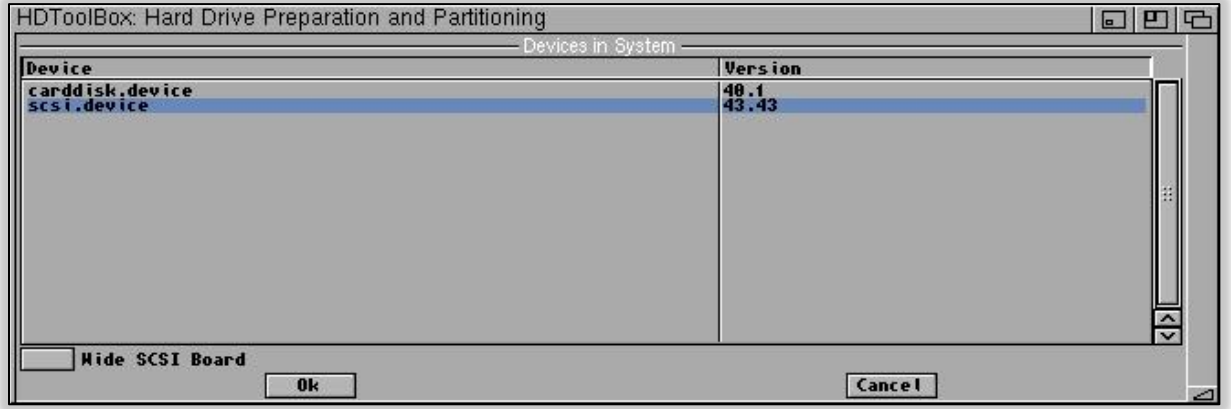 HDToolBox: Hard Drive Preparation and Partitioning
Devices in System
Device Version
carddisk.device 40.1
scsi.device 43.43
Wide SCSI Board
Ok Cancel